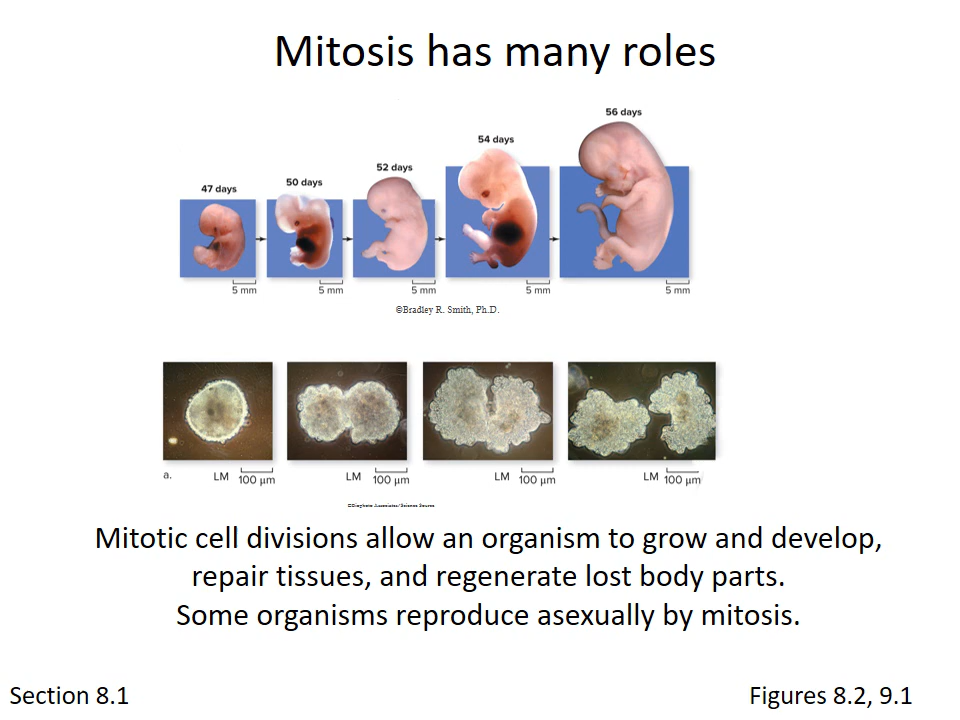 Mitosis has many roles
47 days
50 days
52 days
54 days
56 days
5 mm
5 mm
5 mm
5 mm
5 mm
©Bradley R. Smith, Ph.D.
a.
LM 100 µm
LM 100 µm
LM 100 µm
LM 100 µm
Associates/Science Source
Mitotic cell divisions allow an organism to grow and develop,
repair tissues, and regenerate lost body parts.
Some organisms reproduce asexually by mitosis.
Section 8.1
Figures 8.2, 9.1